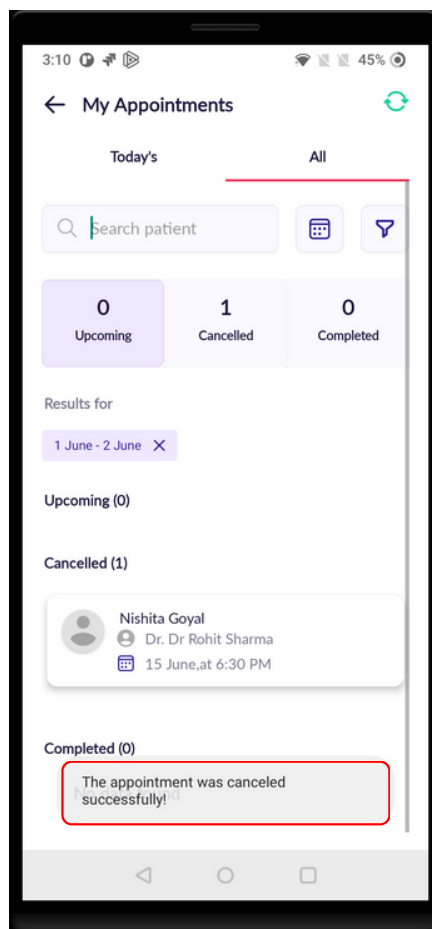 3:10
45%
My Appointments
Today's
All
Search patient
0
1
0
Upcoming
Cancelled
Completed
Results for
1 June - 2 June
Upcoming (0)
Cancelled (1)
Nishita Goyal
Dr. Dr Rohit Sharma
15 June,at 6:30 PM
Completed (0)
The appointment was canceled
successfully!